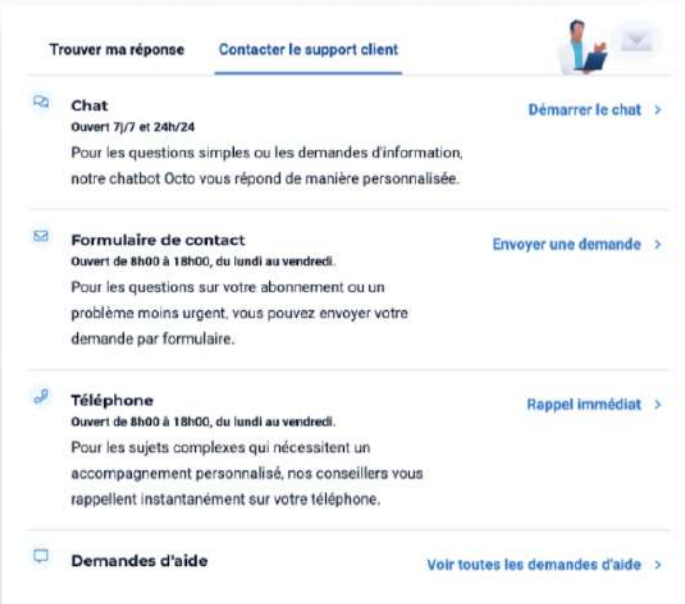 Trouver ma réponse
Contacter le support client
Chat
Démarrer le chat >
Ouvert 7j/7 et 24h/24
Pour les questions simples ou les demandes d'information,
notre chatbot Octo vous répond de manière personnalisée.
Formulaire de contact
Envoyer une demande >
Ouvert de 8h00 à 18h00, du lundi au vendredi.
Pour les questions sur votre abonnement ou un
problème moins urgent, vous pouvez envoyer votre
demande par formulaire.
Téléphone
Rappel immédiat >
Ouvert de 8h00 à 18h00, du lundi au vendredi.
Pour les sujets complexes qui nécessitent un
accompagnement personnalisé, nos conseillers vous
rappellent instantanément sur votre téléphone.
Demandes d'aide
Voir toutes les demandes d'aide >